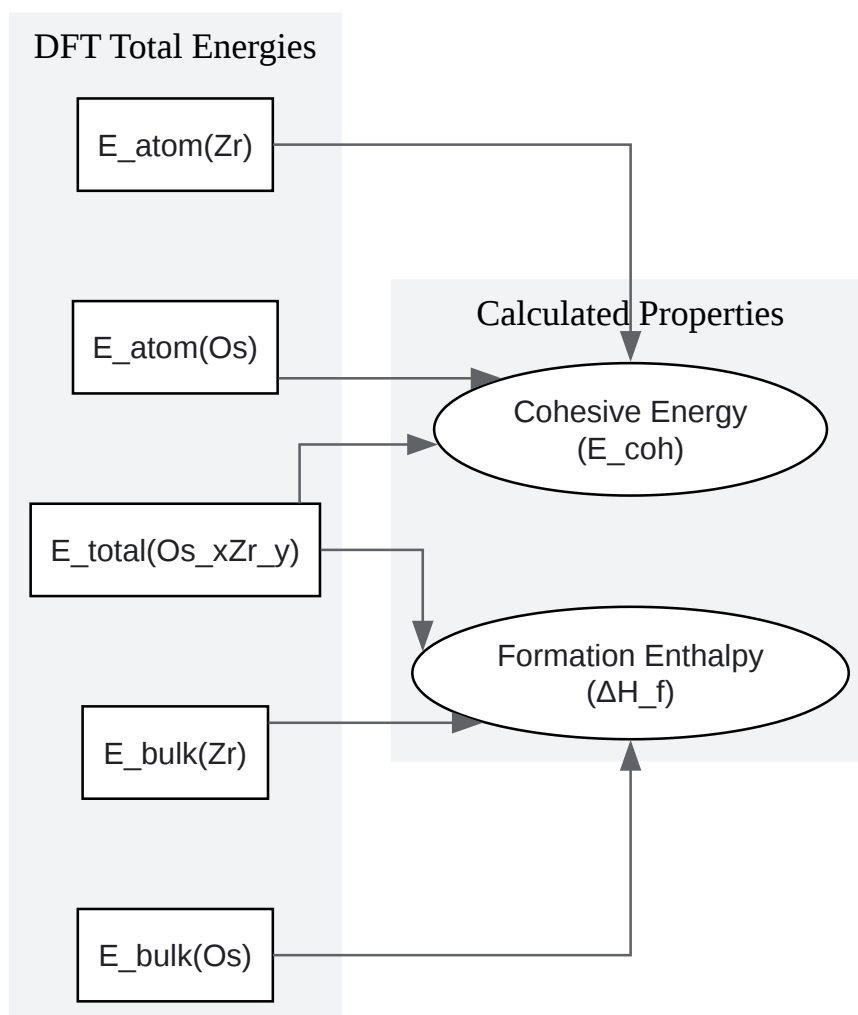 DFT Total Energies
E_atom(Zr)
E_atom(Os)
E_total(Os_xZr_y)
E_bulk(Zr)
E_bulk(Os)
Calculated Properties
Cohesive Energy
(E_coh)
Formation Enthalpy
(ΔH_f)